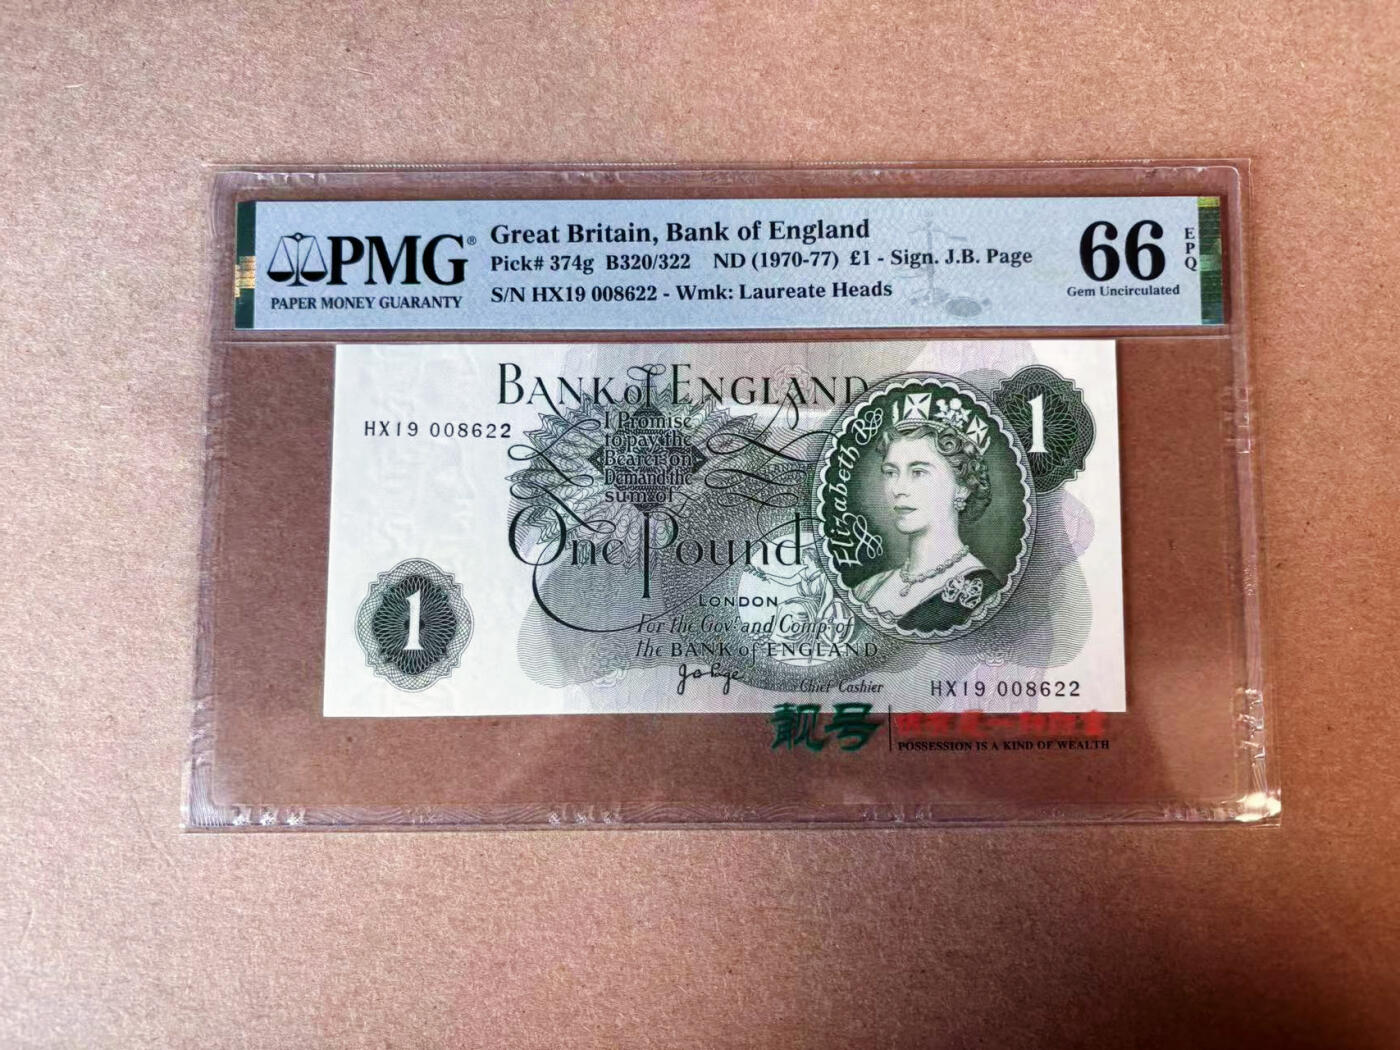 PMG®
PAPER MONEY GUARANTY
Great Britain, Bank of England
Pick# 374g B320/322 ND (1970-77) £1 - Sign. J.B. Page
S/N HX19 008622 - Wmk: Laureate Heads
66
Gem Uncirculated
EPQ
BANK of ENGLAND
HX19 008622
I Promise
to pay the
Bearer on
Demand the
sum of
One Pound
Elizabeth R
1
1
LONDON
For the Govr. and Compa. of
the BANK of ENGLAND
Chief Cashier
HX19 008622
靓号
POSSESSION IS A KIND OF WEALTH